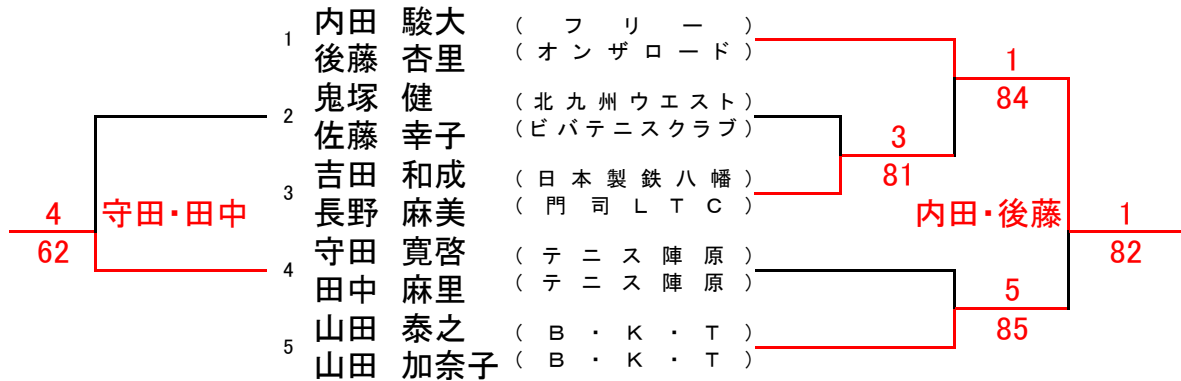 1 内田 駿大 (フリー)
後藤 杏里 (オンザロード)
2 鬼塚 健 (北九州ウエスト)
佐藤 幸子 (ビバテニスクラブ)
3 吉田 和成 (日本製鉄八幡)
長野 麻美 (門司LTC)
4 守田 寛啓 (テニス陣原)
田中 麻里 (テニス陣原)
5 山田 泰之 (B・K・T)
山田 加奈子 (B・K・T)
4
守田・田中
62
1
84
3
81
内田・後藤
1
82
5
85